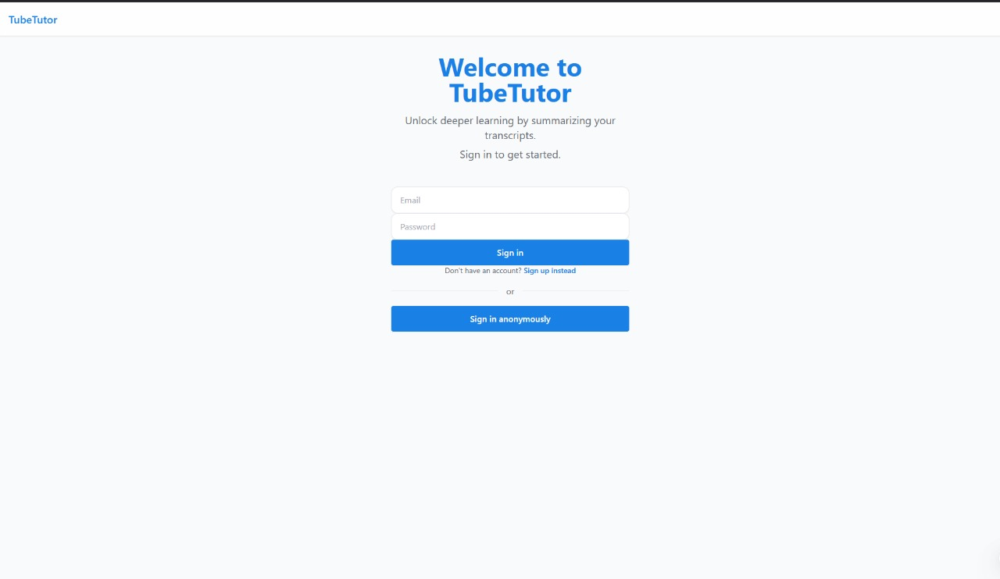 TubeTutor
Welcome to
TubeTutor
Unlock deeper learning by summarizing your
transcripts.
Sign in to get started.
Email
Password
Sign in
Don't have an account? Sign up instead
or
Sign in anonymously